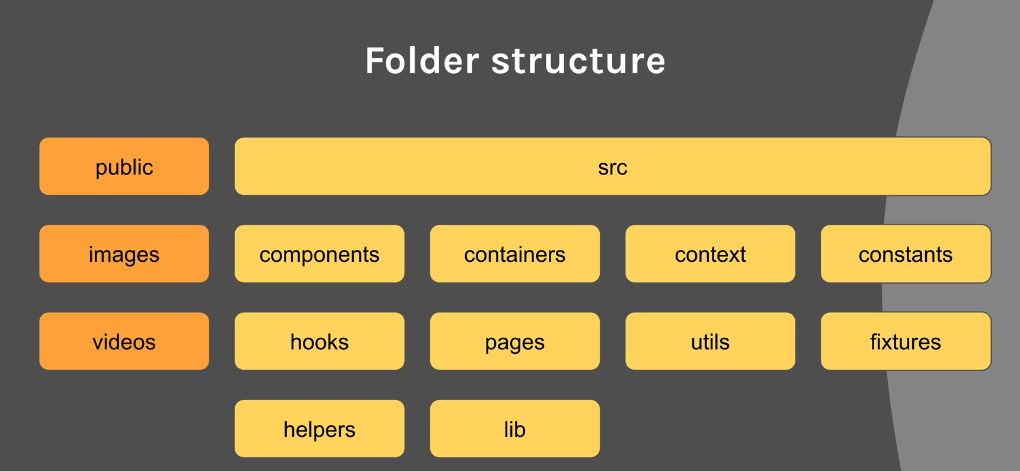 Folder structure
public
src
images
components
containers
context
constants
videos
hooks
pages
utils
fixtures
helpers
lib